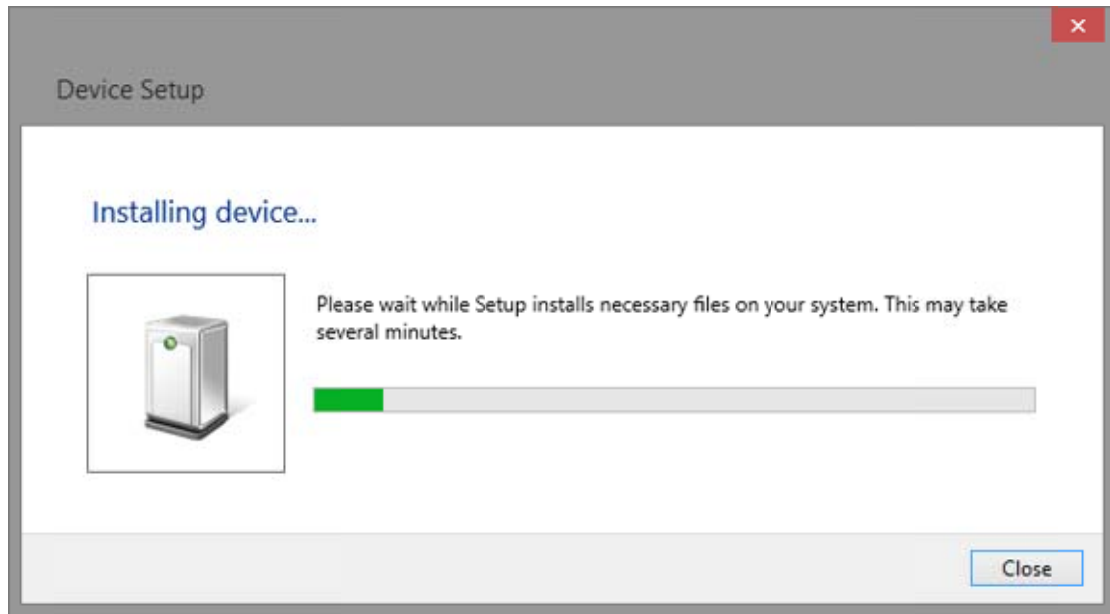 Device Setup
Installing device...
Please wait while Setup installs necessary files on your system. This may take
several minutes.
Close